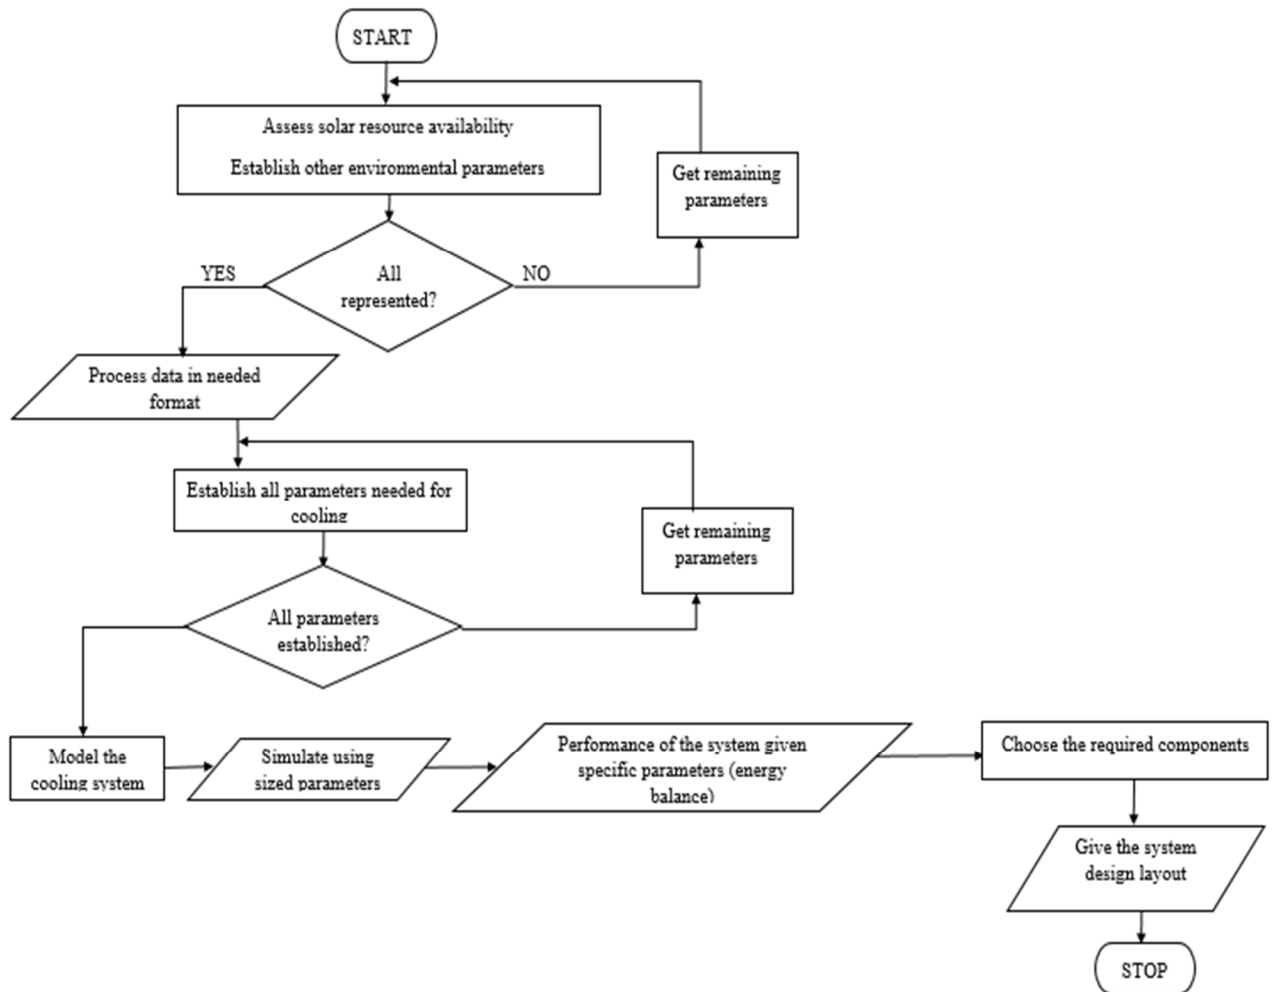 START
Assess solar resource availability
Establish other environmental parameters
Get remaining
parameters
YES
All
represented?
NO
Process data in needed
format
Establish all parameters needed for
cooling
Get remaining
parameters
All parameters
established?
Model the
cooling system
Simulate using
sized parameters
Performance of the system given
specific parameters (energy
balance)
Choose the required components
Give the system
design layout
STOP